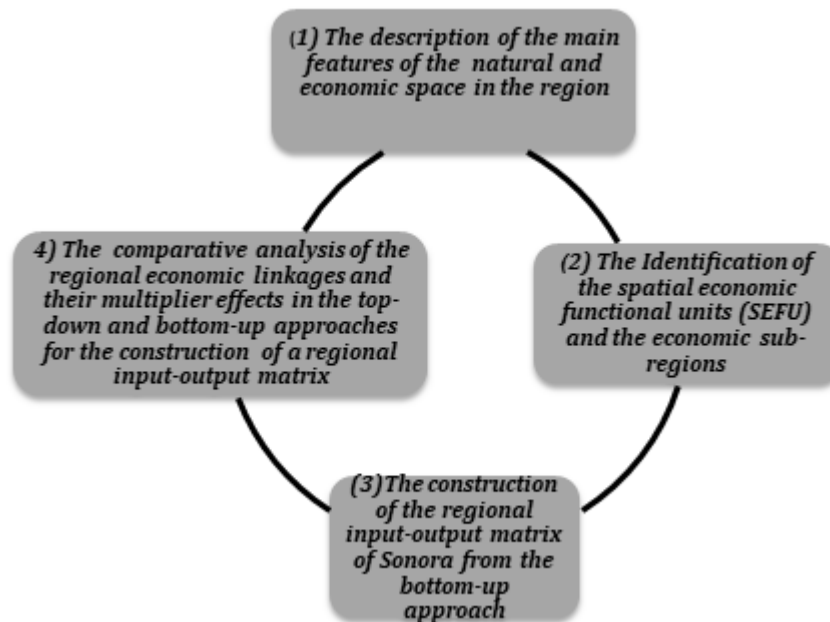 (1) The description of the main
features of the natural and
economic space in the region
(2) The Identification of
the spatial economic
functional units (SEFU)
and the economic sub-
regions
(3)The construction
of the regional
input-output matrix
of Sonora from the
bottom-up
approach
4) The comparative analysis of the
regional economic linkages and
their multiplier effects in the top-
down and bottom-up approaches
for the construction of a regional
input-output matrix